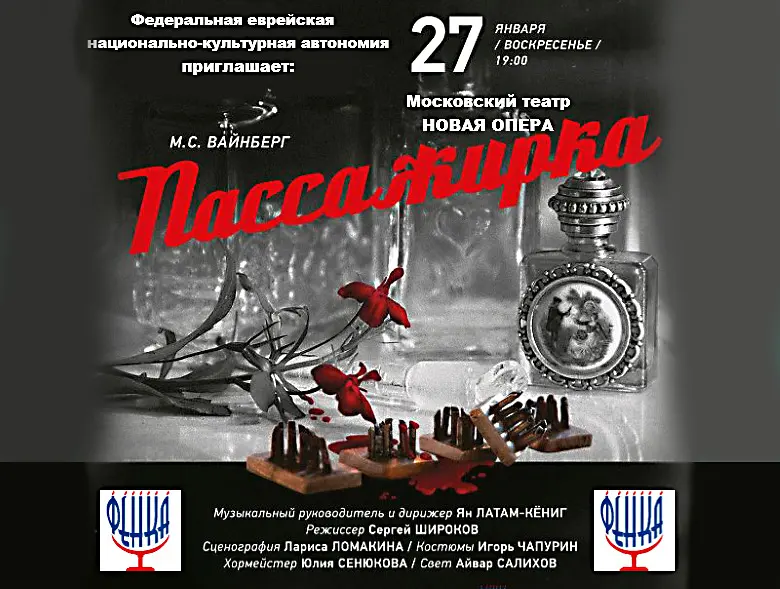 Федеральная еврейская
национально-культурная автономия
приглашает:
27
ЯНВАРЯ
/ ВОСКРЕСЕНЬЕ /
19:00
Московский театр
НОВАЯ ОПЕРА
М.С. ВАЙНБЕРГ
Пассажирка
Музыкальный руководитель и дирижер Ян ЛАТАМ-КЁНИГ
Режиссер Сергей ШИРОКОВ
Сценография Лариса ЛОМАКИНА / Костюмы Игорь ЧАПУРИН
Хормейстер Юлия СЕНЮКОВА / Свет Айвар САЛИХОВ
ФЕНКА
ФЕНКА